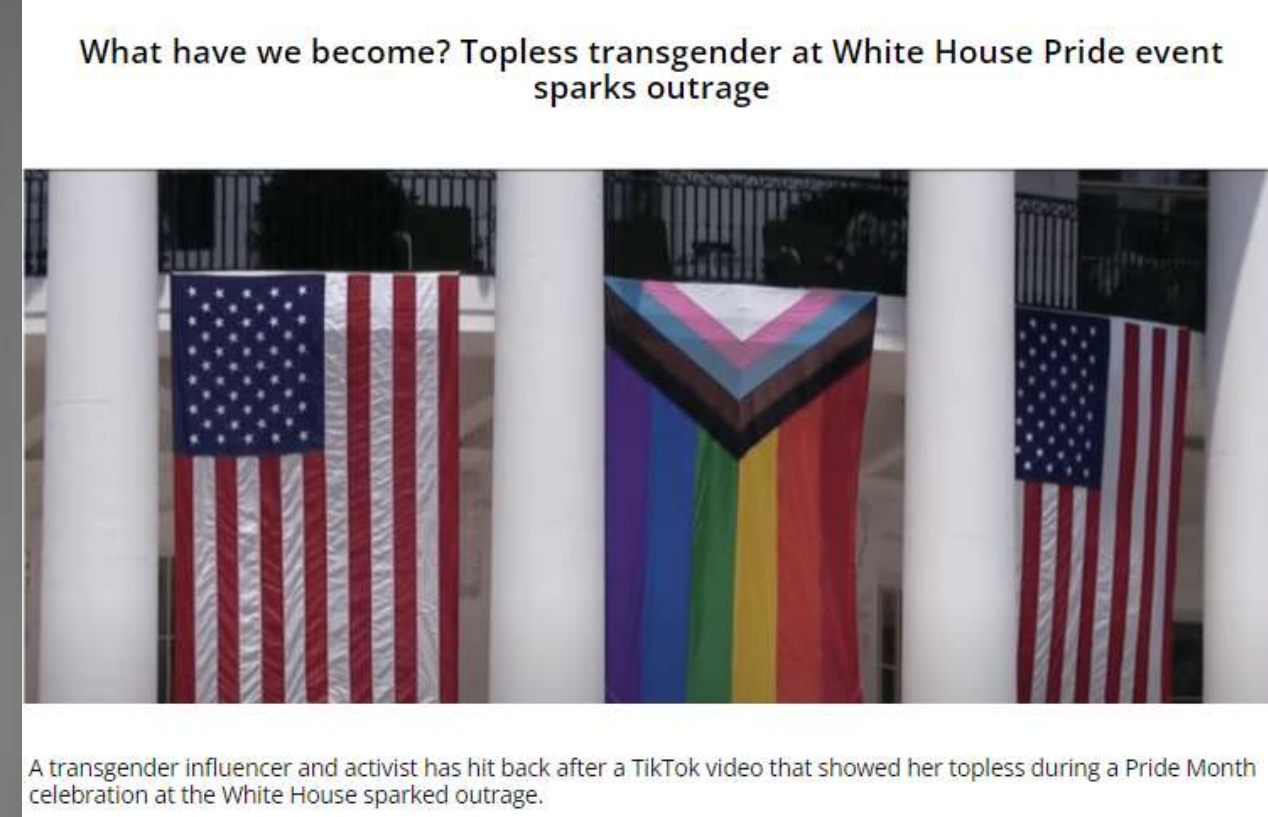 What have we become? Topless transgender at White House Pride event
sparks outrage
A transgender influencer and activist has hit back after a TikTok video that showed her topless during a Pride Month
celebration at the White House sparked outrage.